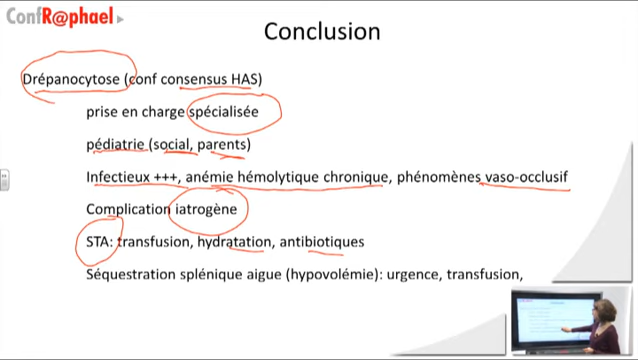 ConfR@phael
Conclusion
Drépanocytose (conf consensus HAS)
prise en charge spécialisée
pédiatrie (social, parents)
Infectieux +++, anémie hémolytique chronique, phénomènes vaso-occlusif
Complication iatrogène
STA: transfusion, hydratation, antibiotiques
Séquestration splénique aigue (hypovolémie): urgence, transfusion,